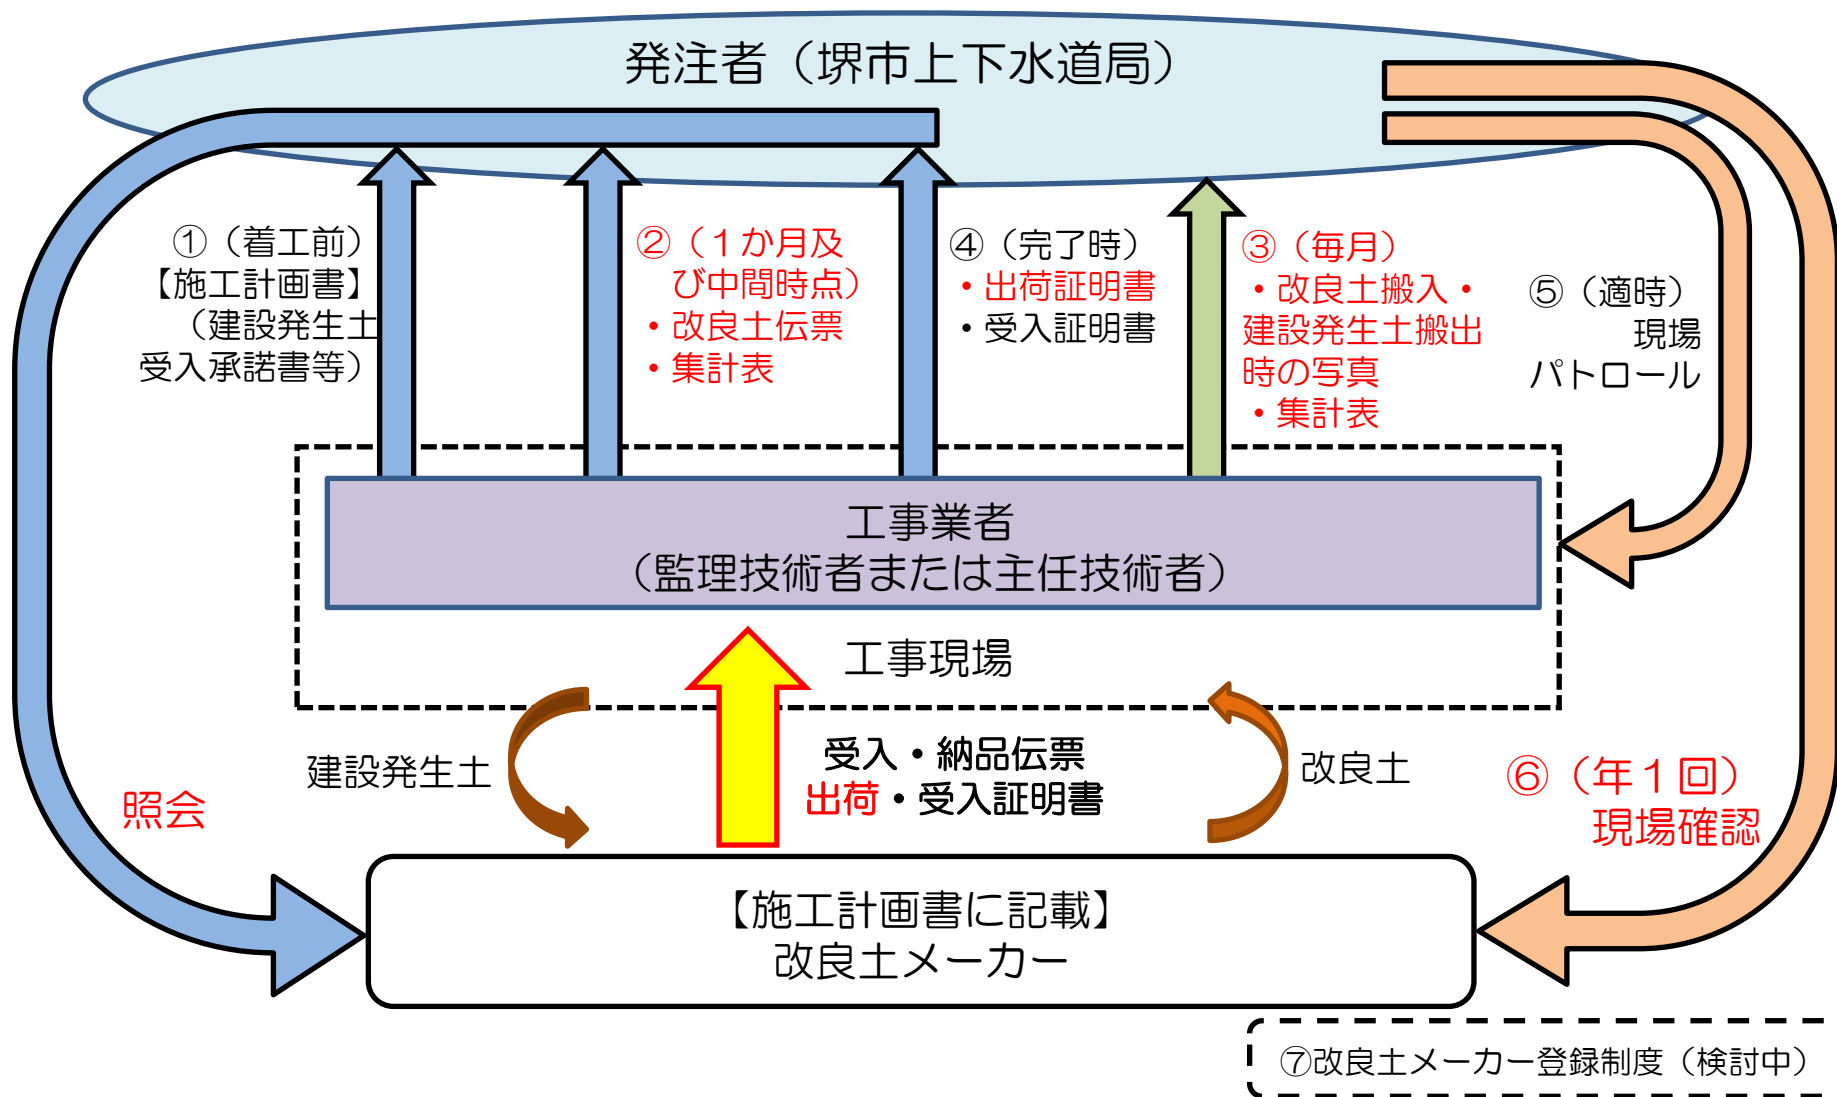 発注者（堺市上下水道局）
①（着工前）
【施工計画書】
（建設発生土
受入承諾書等）
②（１か月及
び中間時点）
・改良土伝票
・集計表
④（完了時）
・出荷証明書
・受入証明書
③（毎月）
・改良土搬入・
建設発生土搬出
時の写真
・集計表
⑤（適時）
現場
パトロール
工事業者
（監理技術者または主任技術者）
工事現場
建設発生土
受入・納品伝票
出荷・受入証明書
改良土
照会
⑥（年１回）
現場確認
【施工計画書に記載】
改良土メーカー
⑦改良土メーカー登録制度（検討中）